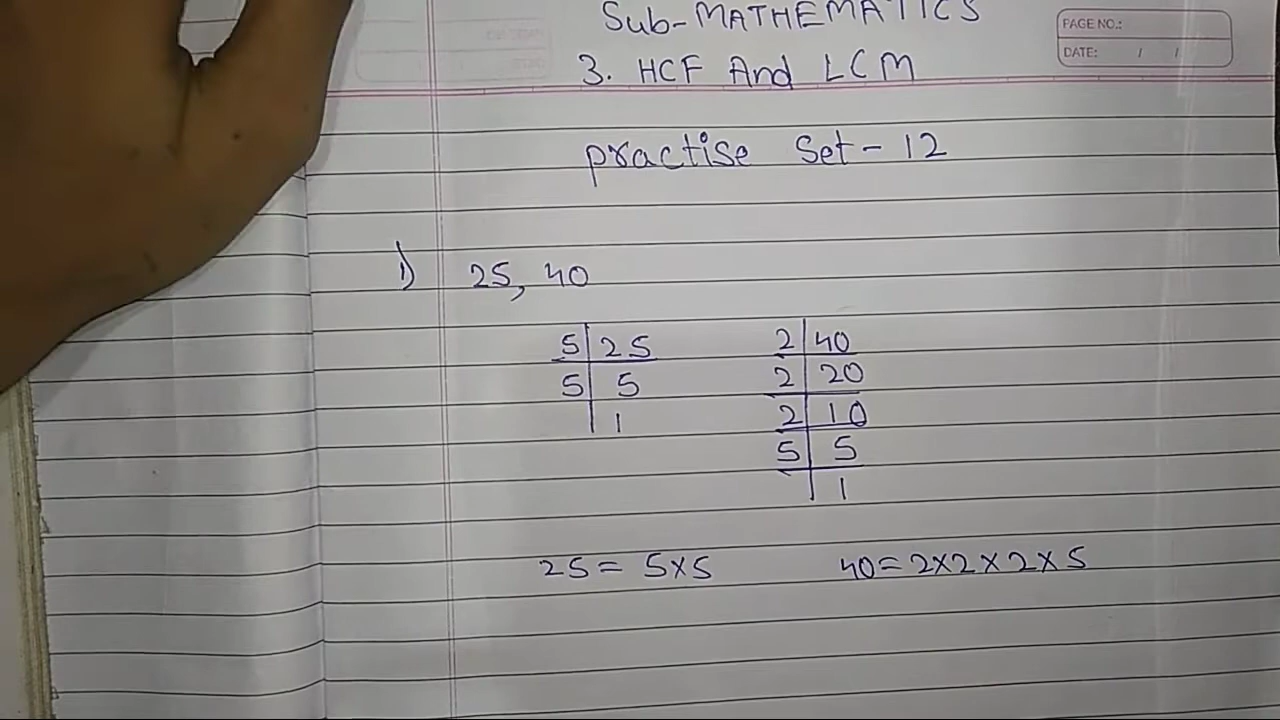 Sub-MATHEMATICS
PAGE NO.:
DATE: / /
3. HCF And LCM
Practise Set-12
1) 25, 40
5 | 25
5 | 5
| 1
2 | 40
2 | 20
2 | 10
5 | 5
| 1
25 = 5×5
40=2×2×2×5